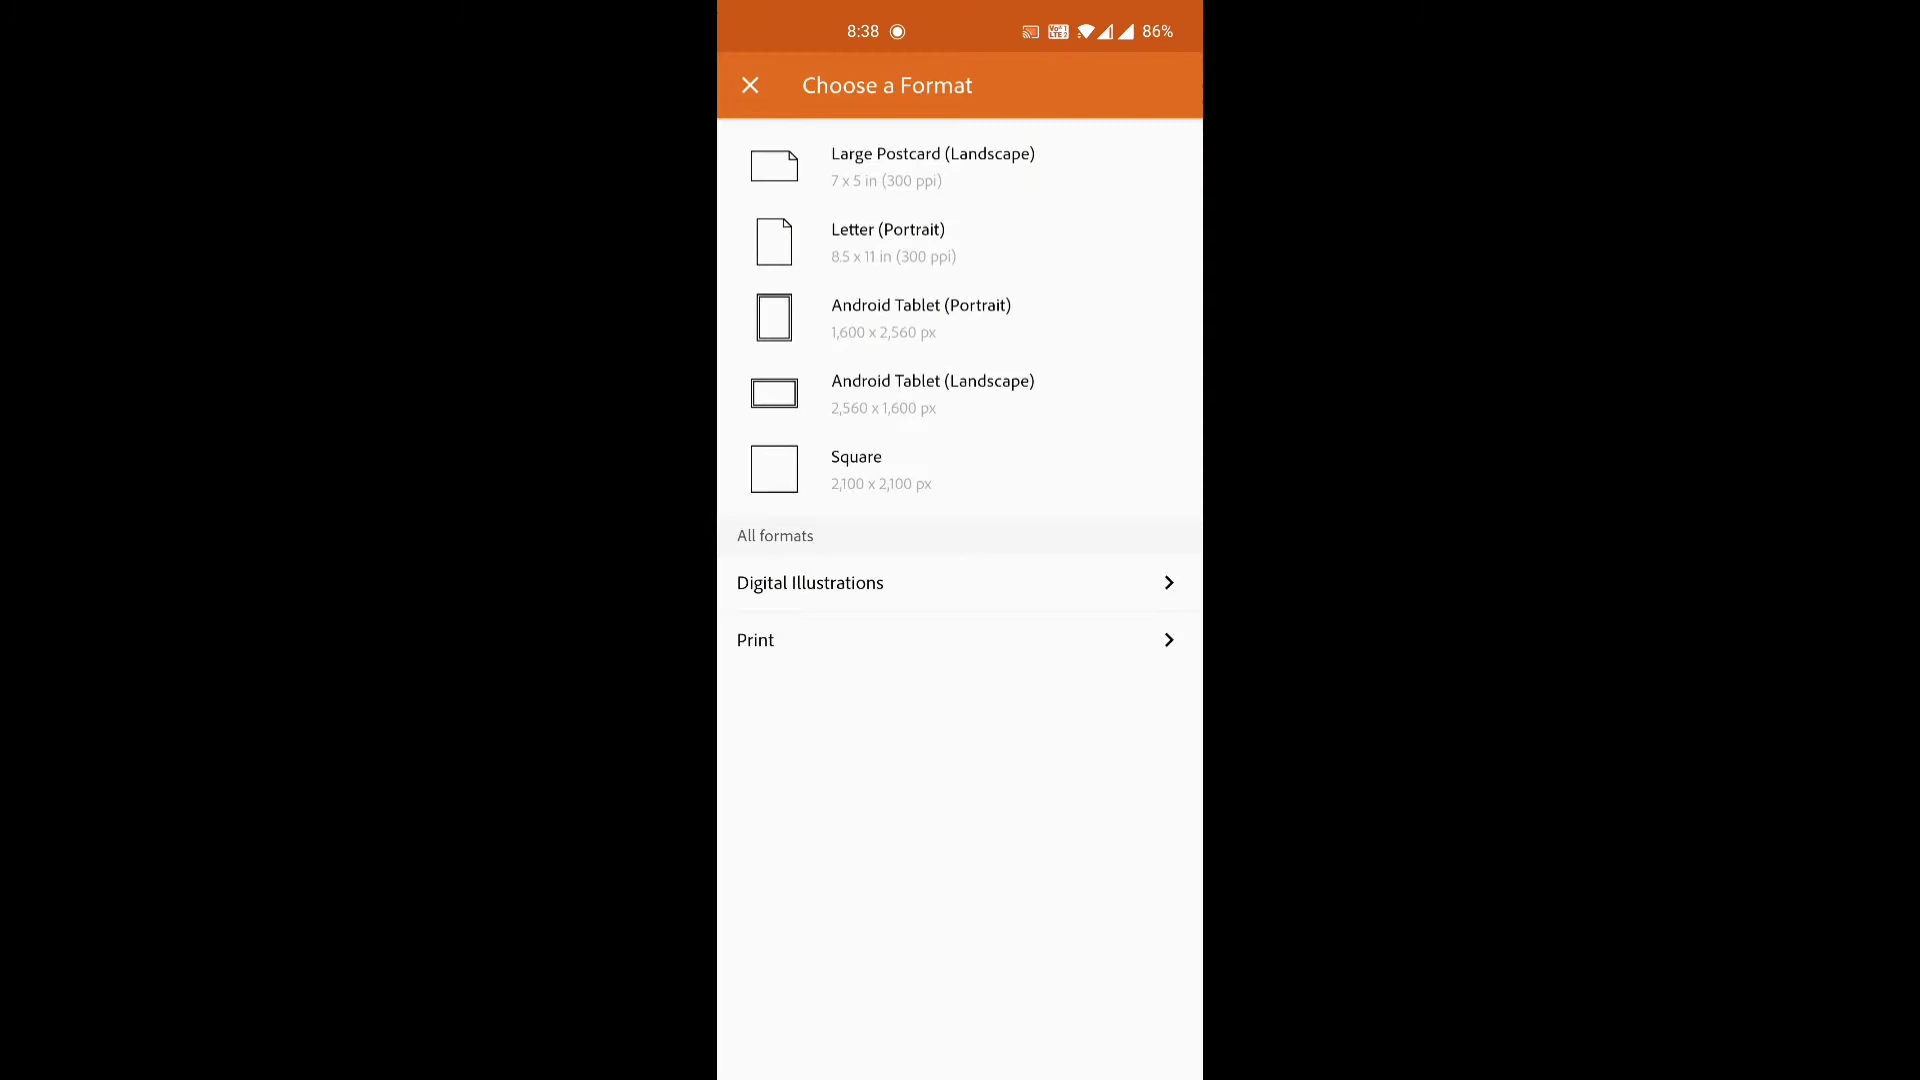 8:38 86%
Choose a Format
Large Postcard (Landscape)
7 x 5 in (300 ppi)
Letter (Portrait)
8.5 x 11 in (300 ppi)
Android Tablet (Portrait)
1,600 x 2,560 px
Android Tablet (Landscape)
2,560 x 1,600 px
Square
2,100 x 2,100 px
All formats
Digital Illustrations
Print